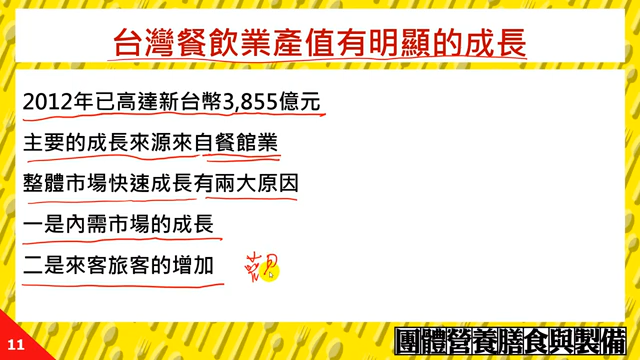 台灣餐飲業產值有明顯的成長
2012年已高達新台幣3,855億元
主要的成長來源來自餐館業
整體市場快速成長有兩大原因
一是內需市場的成長
二是來客旅客的增加
11
團體營養膳食與製備